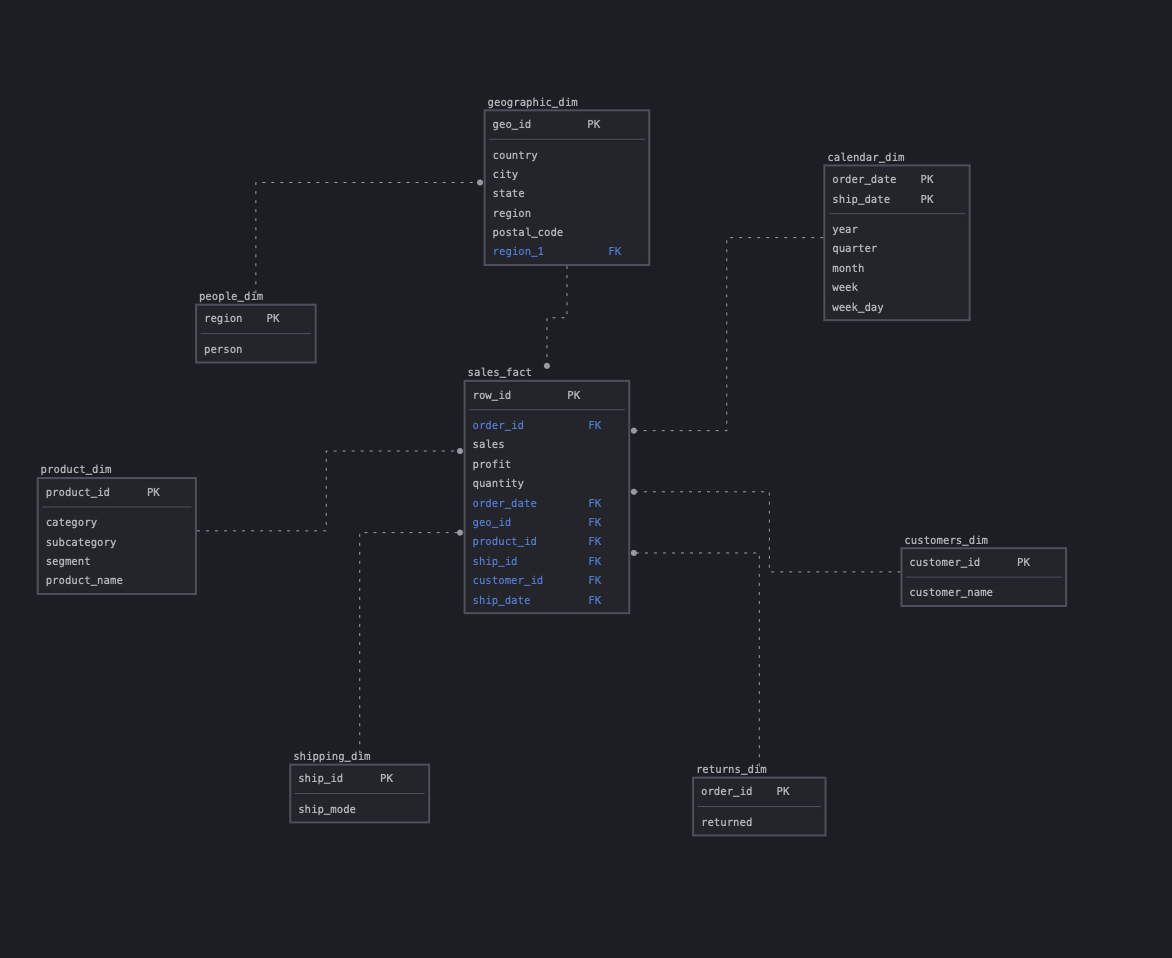 geographic_dim
geo_id PK
country
city
state
region
postal_code
region_1 FK
calendar_dim
order_date PK
ship_date PK
year
quarter
month
week
week_day
people_dim
region PK
person
sales_fact
row_id PK
order_id FK
sales
profit
quantity
order_date FK
geo_id FK
product_id FK
ship_id FK
customer_id FK
ship_date FK
product_dim
product_id PK
category
subcategory
segment
product_name
customers_dim
customer_id PK
customer_name
shipping_dim
ship_id PK
ship_mode
returns_dim
order_id PK
returned